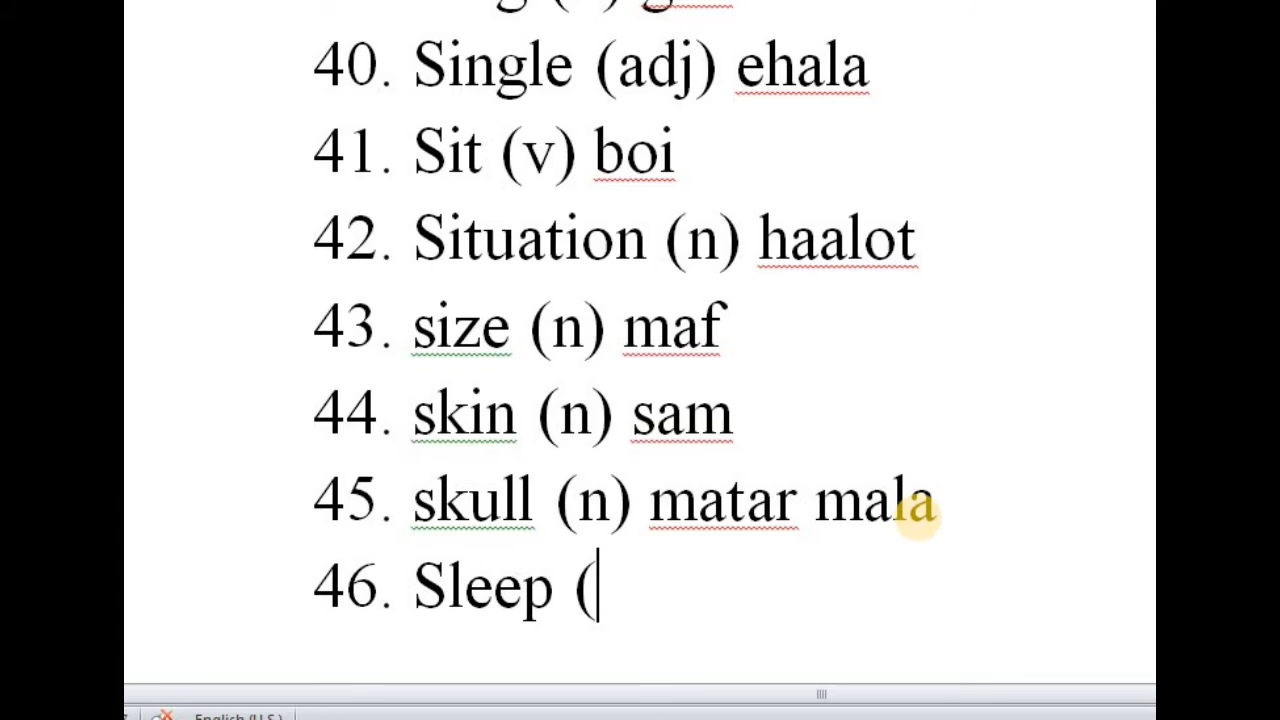 40. Single (adj) ehala
41. Sit (v) boi
42. Situation (n) haalot
43. size (n) maf
44. skin (n) sam
45. skull (n) matar mala
46. Sleep (
English (U.S.)